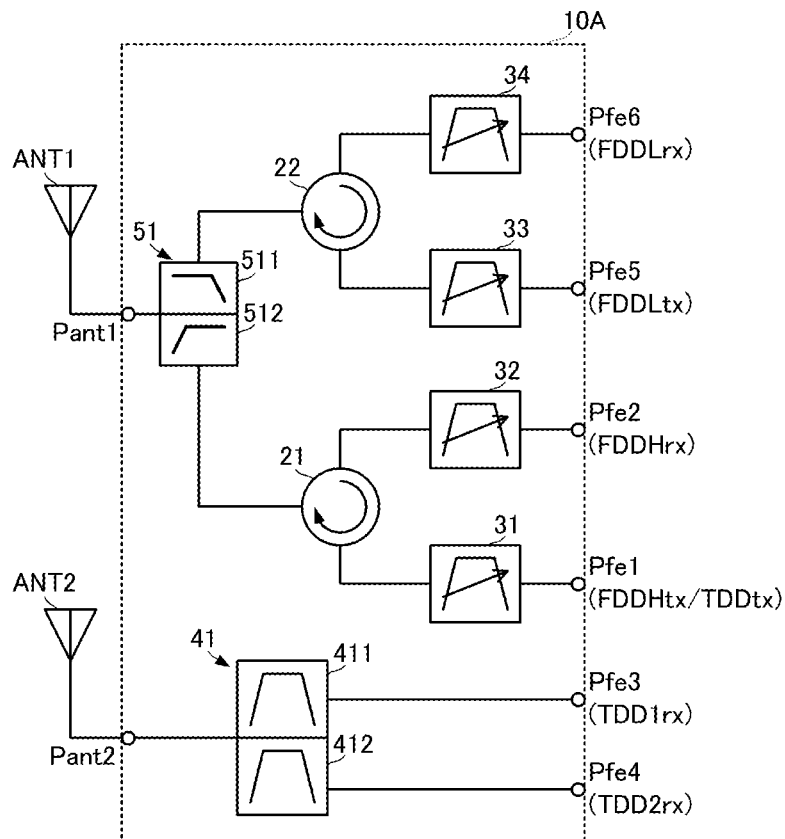 10A
34
Pfe6
(FDDLrx)
ANT1
22
33
51
511
Pfe5
(FDDLtx)
512
Pant1
32
Pfe2
(FDDHrx)
21
31
Pfe1
(FDDHtx/TDDtx)
ANT2
41
411
Pfe3
(TDD1rx)
412
Pant2
Pfe4
(TDD2rx)